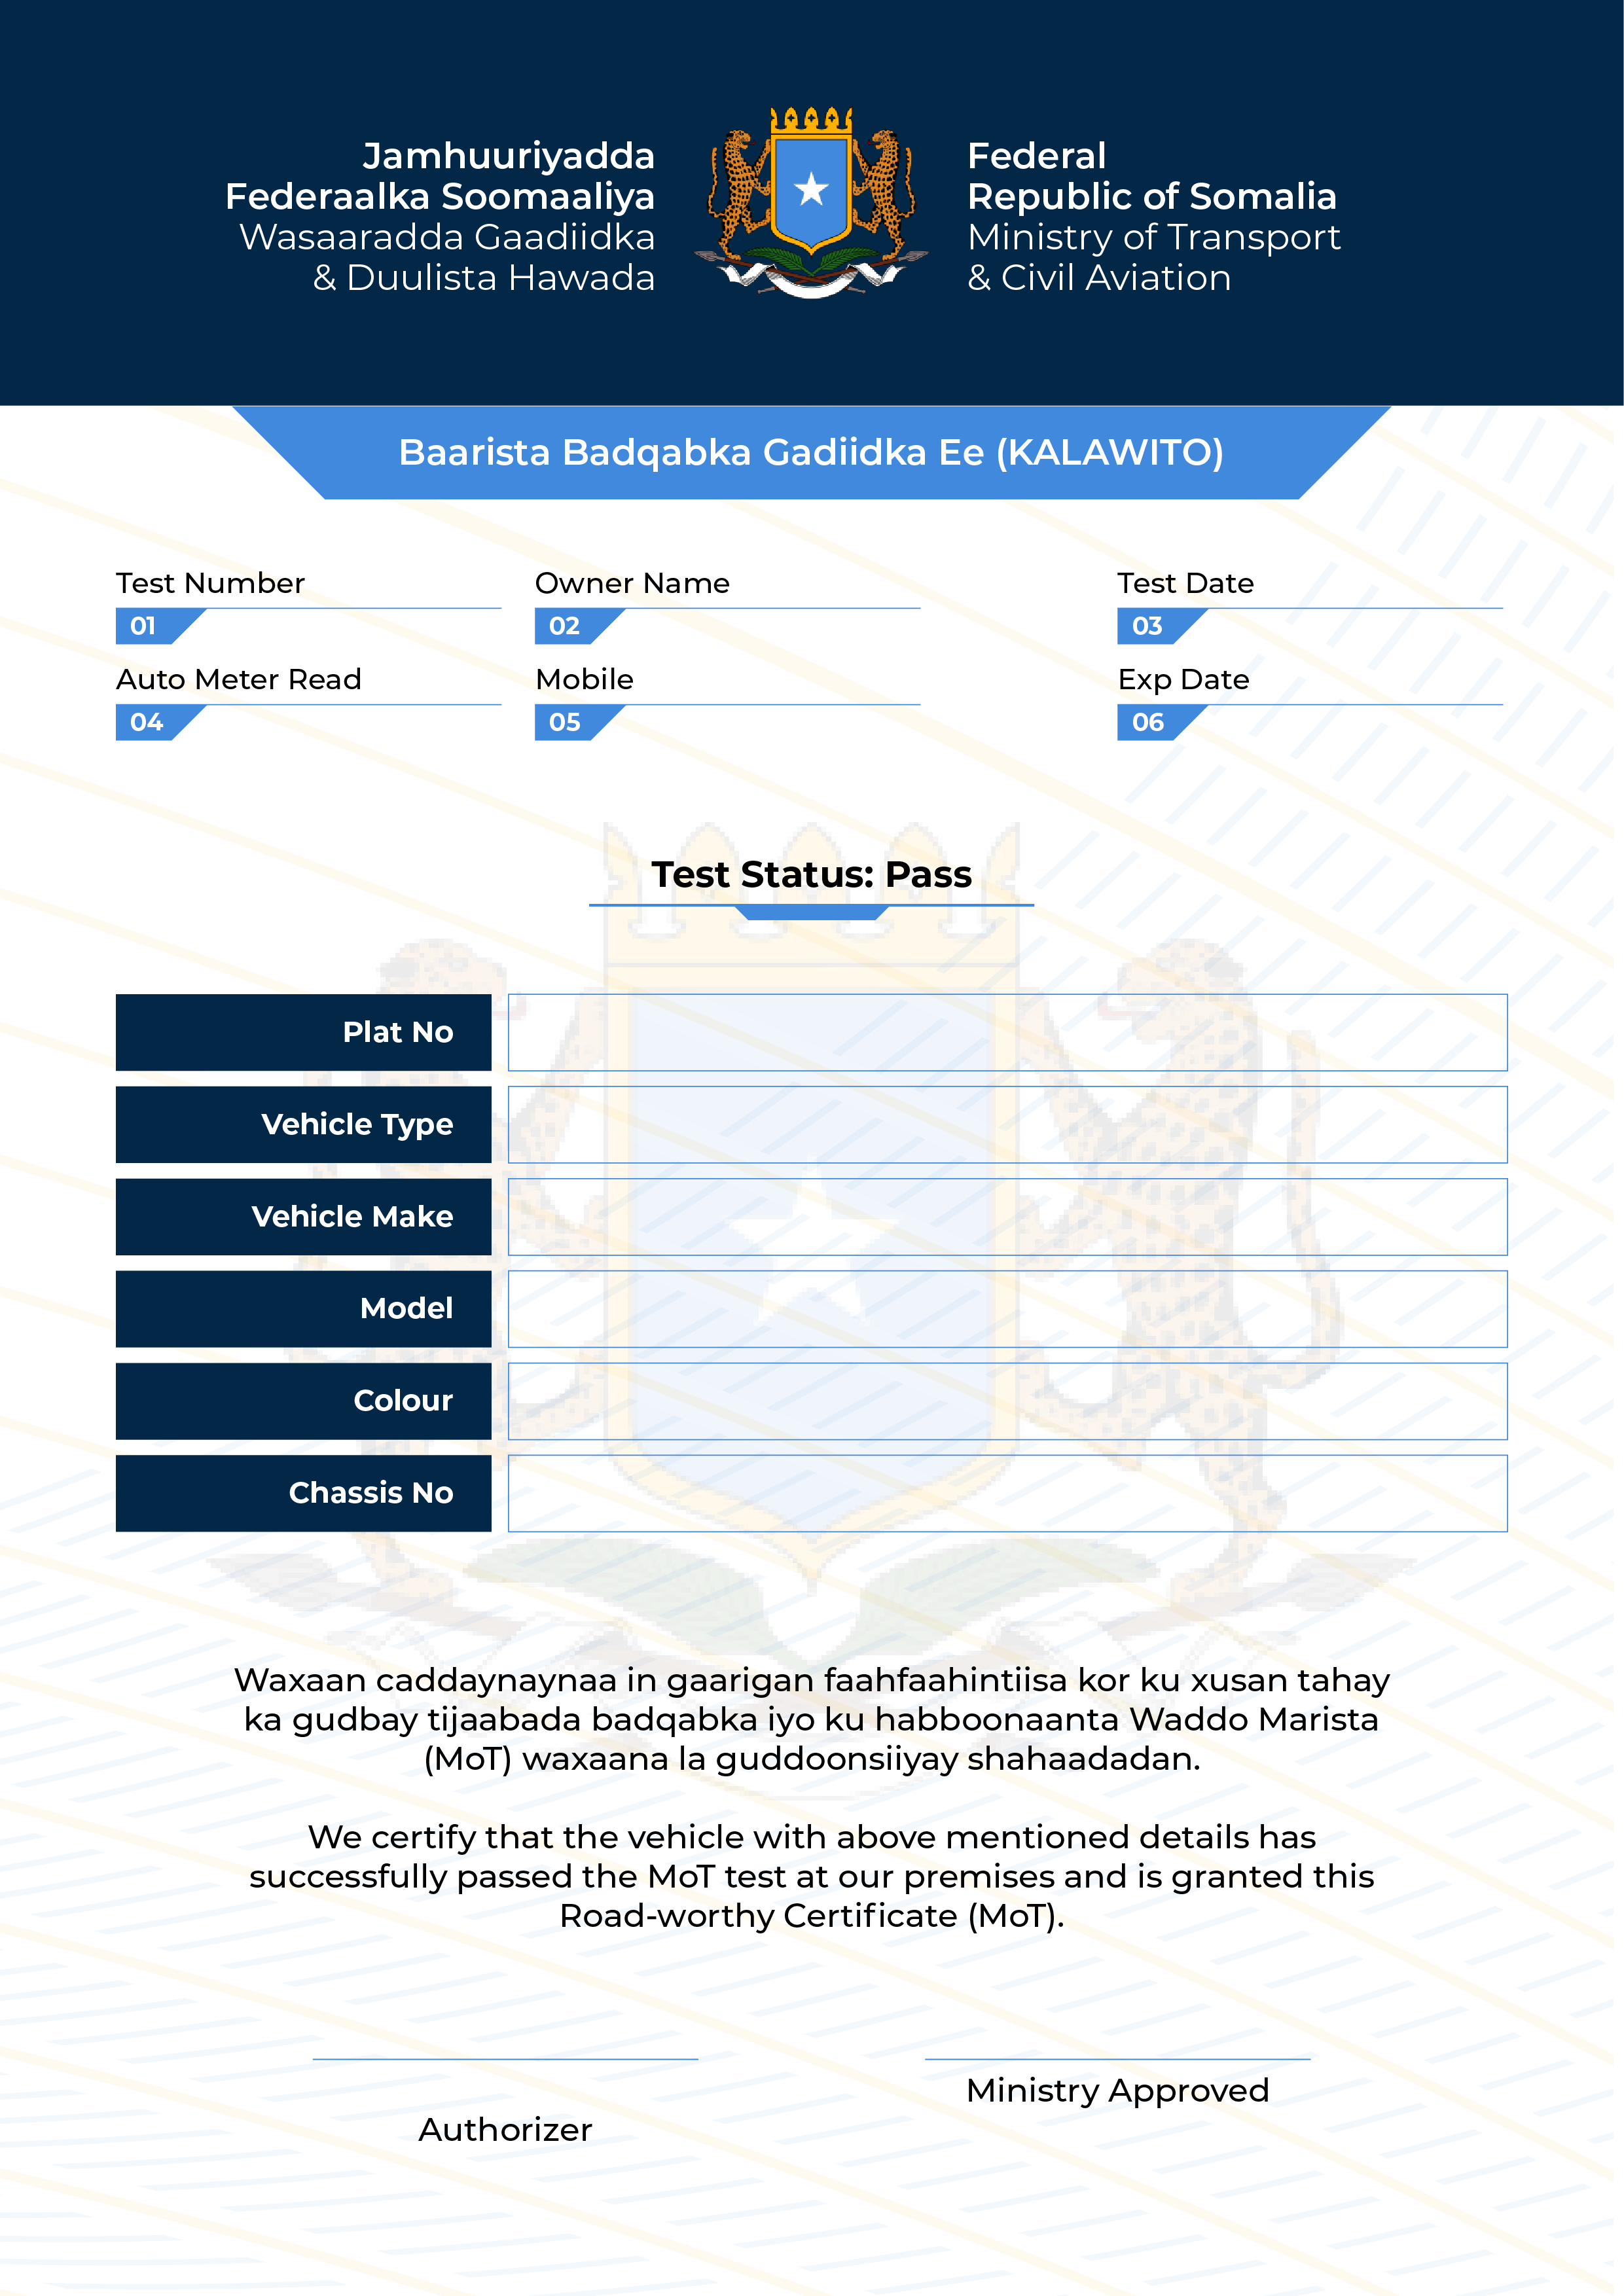 Jamhuuriyadda
Federaalka Soomaaliya
Wasaaradda Gaadiidka
& Duulista Hawada
Federal
Republic of Somalia
Ministry of Transport
& Civil Aviation
Baarista Badqabka Gadiidka Ee (KALAWITO)
Test Number
01
Owner Name
02
Test Date
03
Auto Meter Read
04
Mobile
05
Exp Date
06
Test Status: Pass
Plat No
Vehicle Type
Vehicle Make
Model
Colour
Chassis No
Waxaan caddaynaynaa in gaarigan faahfaahintiisa kor ku xusan tahay
ka gudbay tijaabada badqabka iyo ku habboonaanta Waddo Marista
(MoT) waxaana la guddoonsiiyay shahaadadan.
We certify that the vehicle with above mentioned details has
successfully passed the MoT test at our premises and is granted this
Road-worthy Certificate (MoT).
Authorizer
Ministry Approved